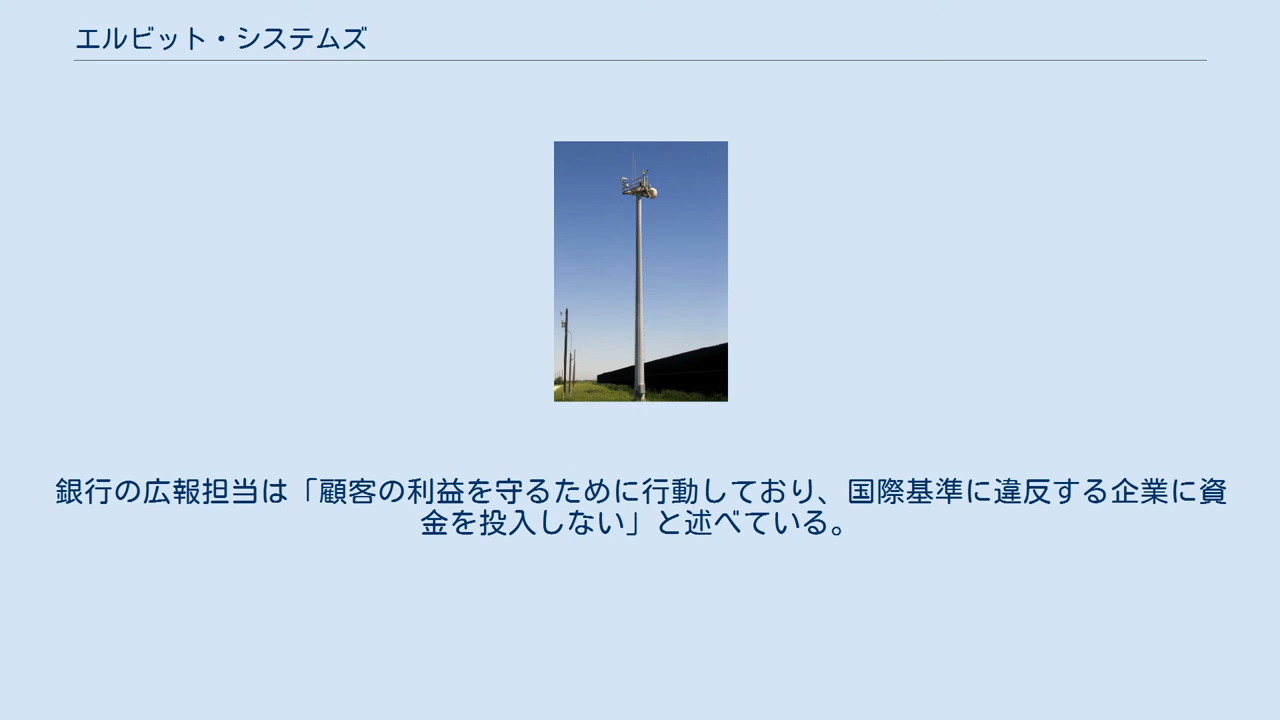 エルビット・システムズ
銀行の広報担当は「顧客の利益を守るために行動しており、国際基準に違反する企業に資
金を投入しない」と述べている。